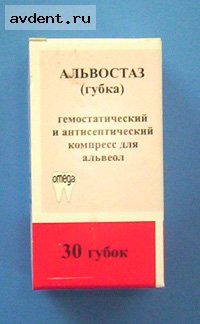 avdent.ru
АЛЬВОСТАЗ
(губка)
гемостатический
и антисептический
компресс для
альвеол
omega
30 губок